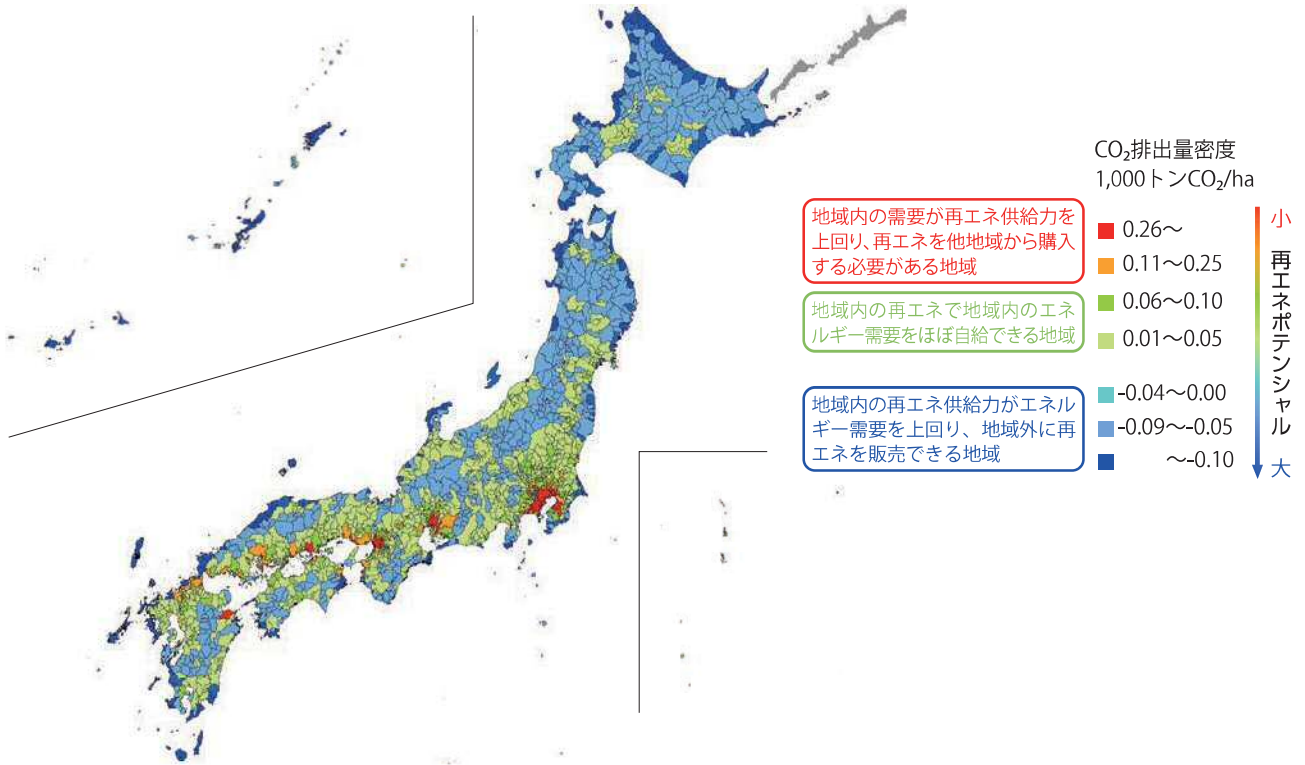 CO₂排出量密度
1,000トンCO₂/ha
地域内の需要が再エネ供給力を
上回り、再エネを他地域から購入
する必要がある地域
地域内の再エネで地域内のエネ
ルギー需要をほぼ自給できる地域
地域内の再エネ供給力がエネル
ギー需要を上回り、地域外に再
エネを販売できる地域
0.26〜
0.11〜0.25
0.06〜0.10
0.01〜0.05
-0.04〜0.00
-0.09〜-0.05
〜-0.10
小
再エネポテンシャル
大